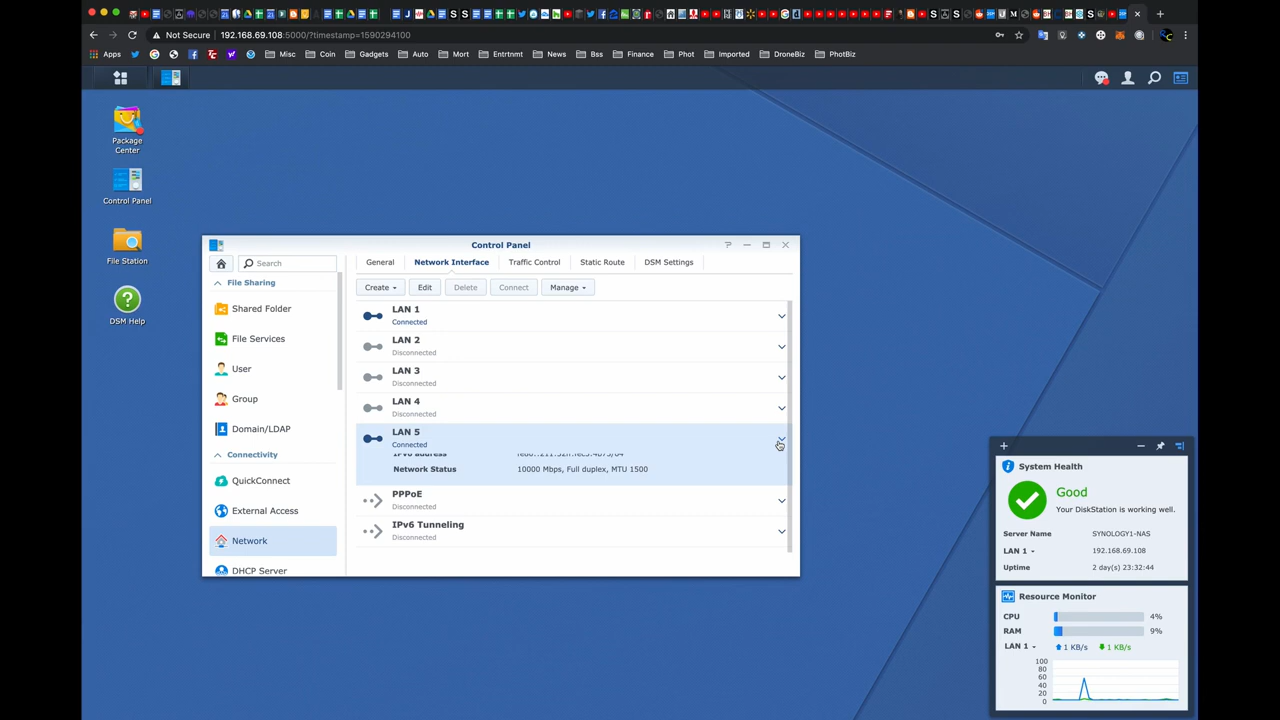 Not Secure 192.168.69.108:5000/?timestamp=1590294100
Apps Misc Coin Gadgets Auto Mort Entrtnmt News Bss Finance Phot Imported DroneBiz PhotBiz
Package
Center
Control Panel
File Station
DSM Help
Control Panel
Search
General Network Interface Traffic Control Static Route DSM Settings
File Sharing
Create Edit Delete Connect Manage
Shared Folder
File Services
User
Group
Domain/LDAP
Connectivity
QuickConnect
External Access
Network
DHCP Server
LAN 1
Connected
LAN 2
Disconnected
LAN 3
Disconnected
LAN 4
Disconnected
LAN 5
Connected
Network Status 10000 Mbps, Full duplex, MTU 1500
PPPoE
Disconnected
IPv6 Tunneling
Disconnected
System Health
Good
Your DiskStation is working well.
Server Name SYNOLOGY1-NAS
LAN 1 192.168.69.108
Uptime 2 day(s) 23:32:44
Resource Monitor
CPU 4%
RAM 9%
LAN 1 1 KB/s 1 KB/s
100
80
60
40
20
0